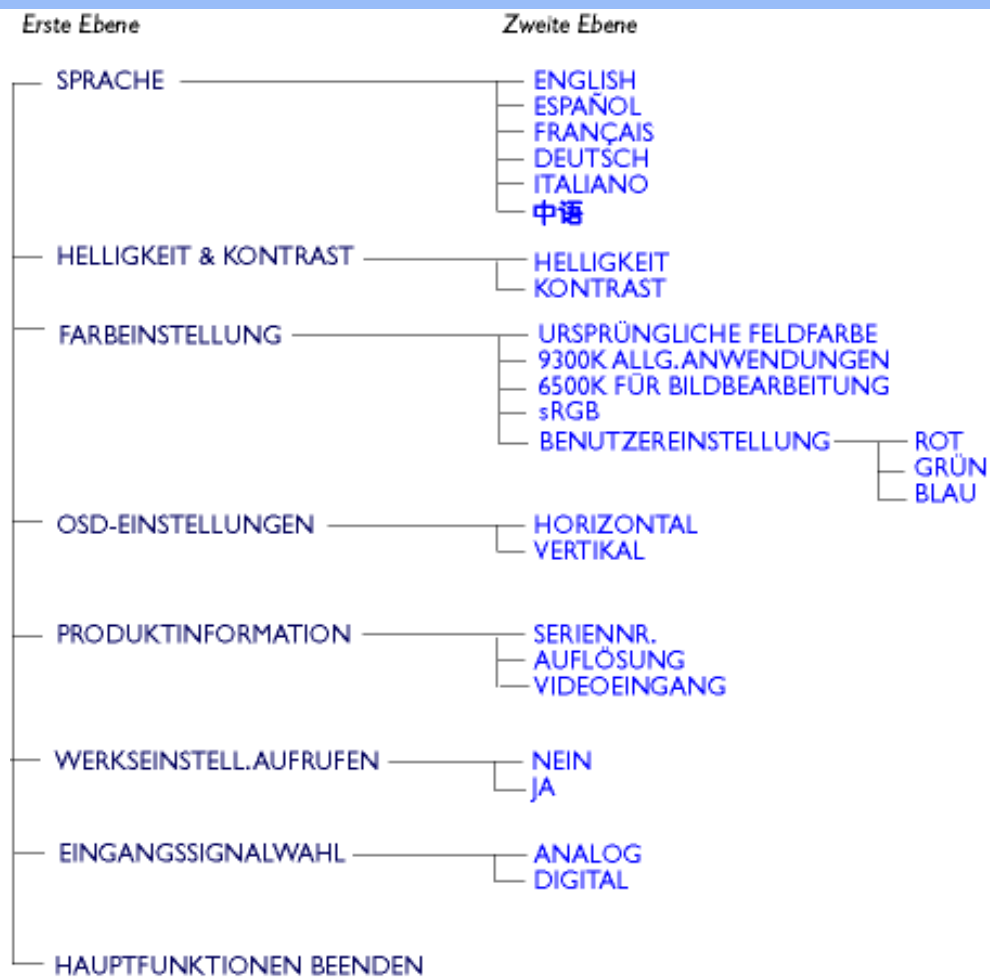 Erste Ebene Zweite Ebene
SPRACHE ENGLISH
ESPAÑOL
FRANÇAIS
DEUTSCH
ITALIANO
中语
HELLIGKEIT & KONTRAST HELLIGKEIT
KONTRAST
FARBEINSTELLUNG URSPRÜNGLICHE FELDFARBE
9300K ALLG.ANWENDUNGEN
6500K FÜR BILDBEARBEITUNG
sRGB
BENUTZEREINSTELLUNG ROT
GRÜN
BLAU
OSD-EINSTELLUNGEN HORIZONTAL
VERTIKAL
PRODUKTINFORMATION SERIENNR.
AUFLÖSUNG
VIDEOEINGANG
WERKSEINSTELL.AUFRUFEN NEIN
JA
EINGANGSSIGNALWAHL ANALOG
DIGITAL
HAUPTFUNKTIONEN BEENDEN